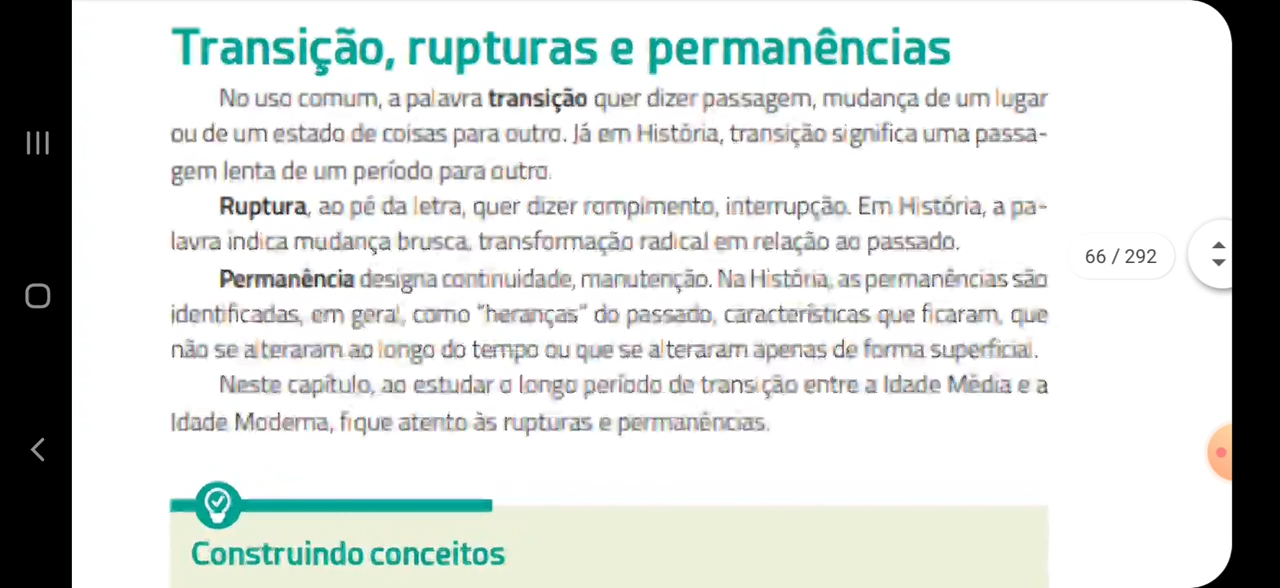 Transição, rupturas e permanências
No uso comum, a palavra transição quer dizer passagem, mudança de um lugar
ou de um estado de coisas para outro. Já em História, transição significa uma passa-
gem lenta de um período para outro.
Ruptura, ao pé da letra, quer dizer rompimento, interrupção. Em História, a pa-
lavra indica mudança brusca, transformação radical em relação ao passado.
Permanência designa continuidade, manutenção. Na História, as permanências são
identificadas, em geral, como "heranças" do passado, características que ficaram, que
não se alteraram ao longo do tempo ou que se alteraram apenas de forma superficial.
Neste capítulo, ao estudar o longo período de transição entre a Idade Média e a
Idade Moderna, fique atento às rupturas e permanências.
66 / 292
Construindo conceitos